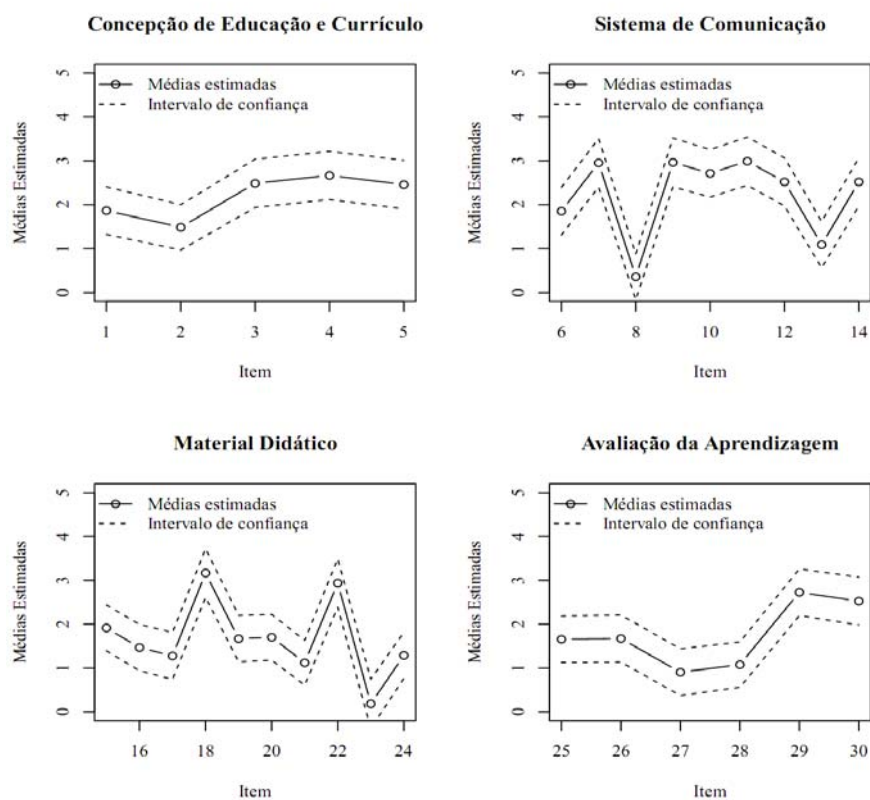 Concepção de Educação e Currículo
Médias Estimadas
5
4
3
2
1
0
Médias estimadas
Intervalo de confiança
1
2
3
4
5
Item
Sistema de Comunicação
Médias Estimadas
5
4
3
2
1
0
Médias estimadas
Intervalo de confiança
6
8
10
12
14
Item
Material Didático
Médias Estimadas
5
4
3
2
1
0
Médias estimadas
Intervalo de confiança
16
18
20
22
24
Item
Avaliação da Aprendizagem
Médias Estimadas
5
4
3
2
1
0
Médias estimadas
Intervalo de confiança
25
26
27
28
29
30
Item